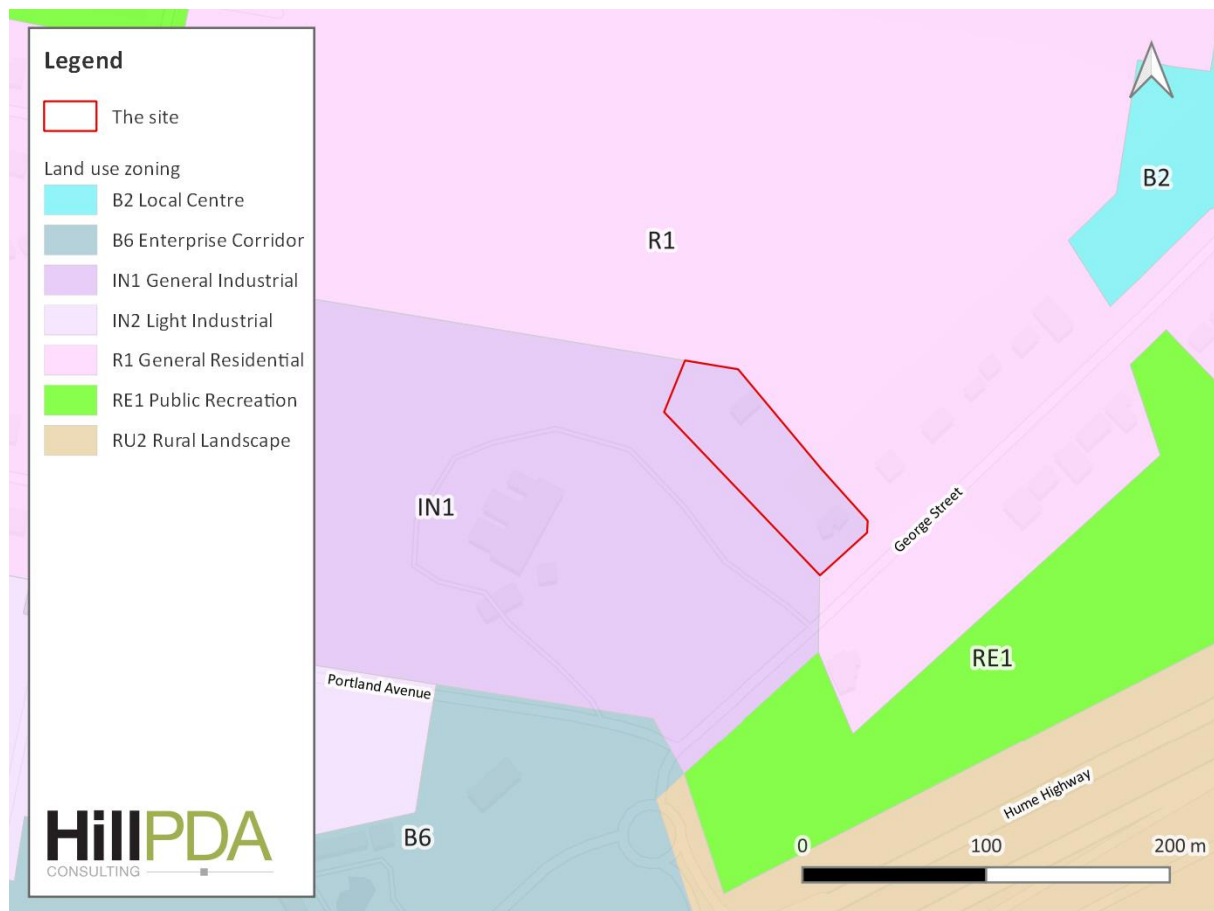 Legend
The site
Land use zoning
B2 Local Centre
B6 Enterprise Corridor
IN1 General Industrial
IN2 Light Industrial
R1 General Residential
RE1 Public Recreation
RU2 Rural Landscape
HillPDA
CONSULTING
B2
R1
IN1
George Street
RE1
Portland Avenue
Hume Highway
B6
0 100 200 m